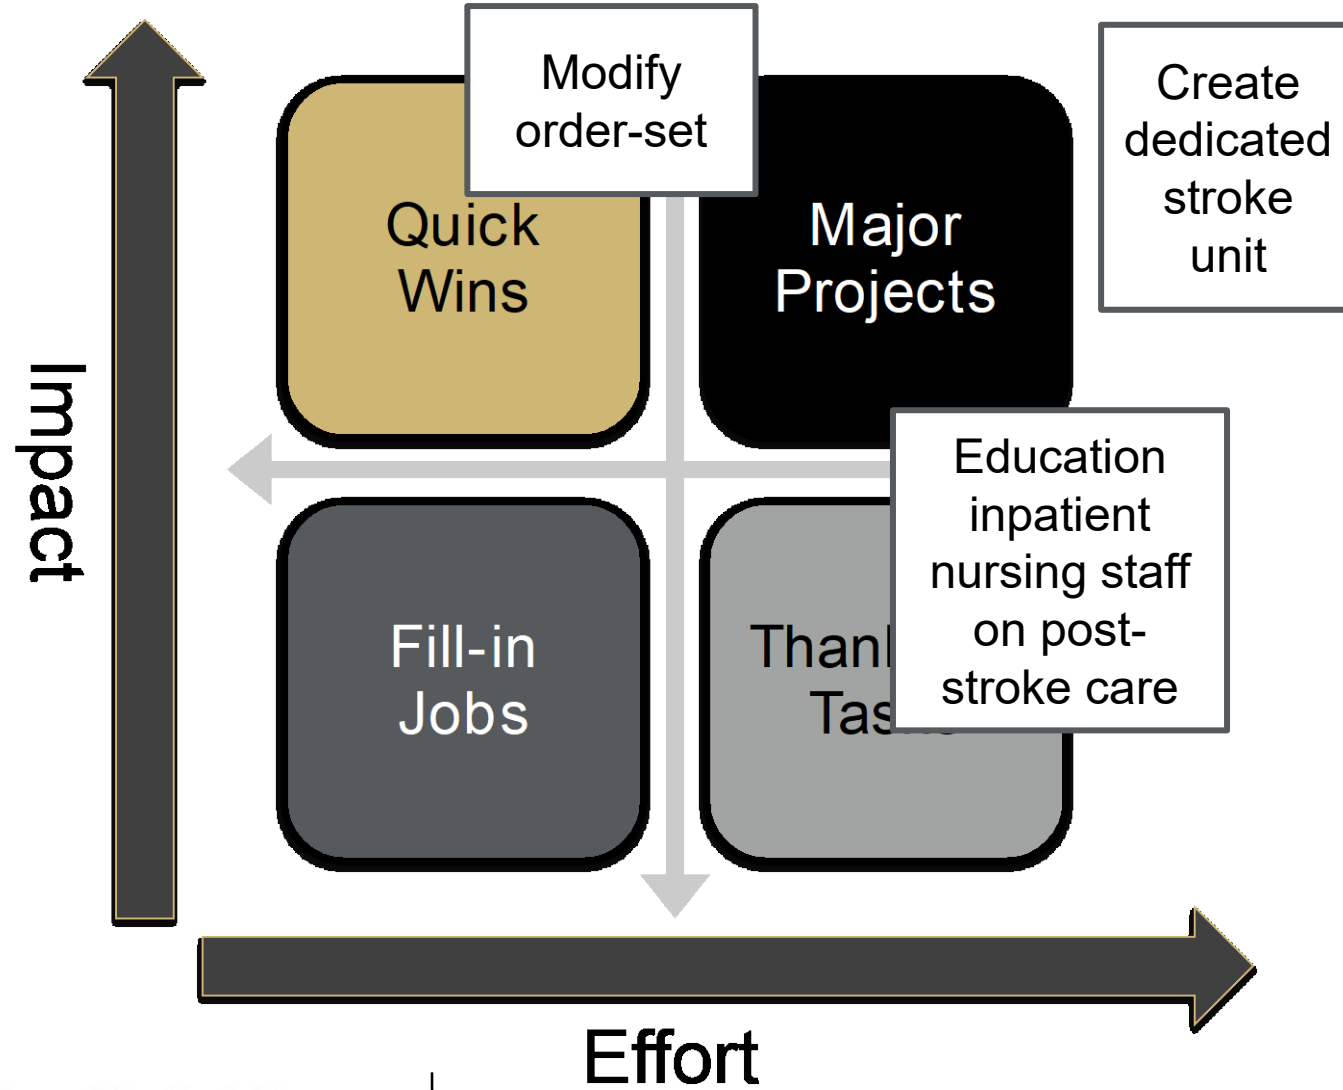 Modify
order-set
Create
dedicated
stroke
unit
Quick
Wins
Major
Projects
Impact
Education
inpatient
nursing staff
on post-
stroke care
Fill-in
Jobs
Effort